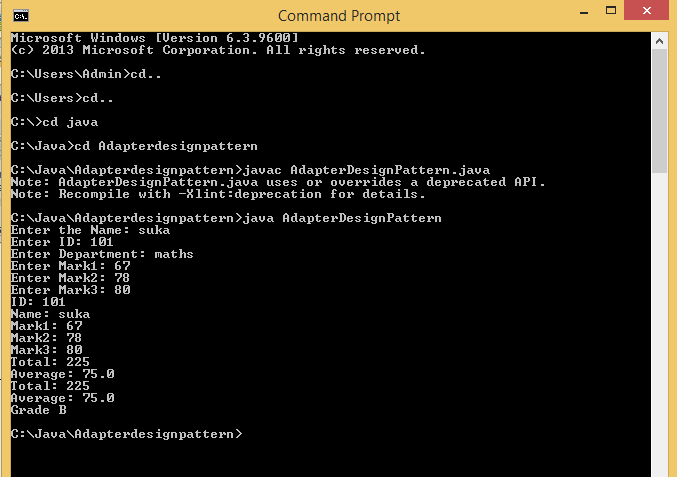 Command Prompt
Microsoft Windows [Version 6.3.9600]
(c) 2013 Microsoft Corporation. All rights reserved.
C:\Users\Admin>cd..
C:\Users>cd..
C:\>cd java
C:\Java>cd Adapterdesignpattern
C:\Java\Adapterdesignpattern>javac AdapterDesignPattern.java
Note: AdapterDesignPattern.java uses or overrides a deprecated API.
Note: Recompile with -Xlint:deprecation for details.
C:\Java\Adapterdesignpattern>java AdapterDesignPattern
Enter the Name: suka
Enter ID: 101
Enter Department: maths
Enter Mark1: 67
Enter Mark2: 78
Enter Mark3: 80
ID: 101
Name: suka
Mark1: 67
Mark2: 78
Mark3: 80
Total: 225
Average: 75.0
Total: 225
Average: 75.0
Grade B
C:\Java\Adapterdesignpattern>